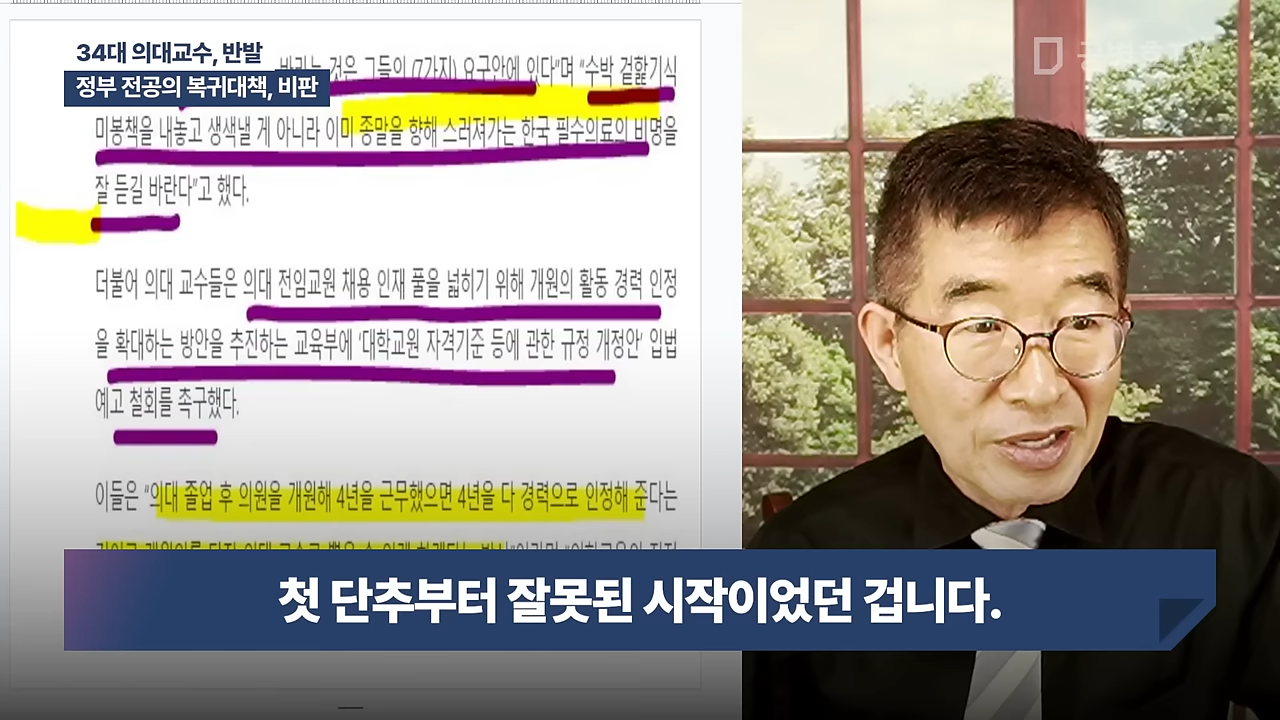 34대 의대교수, 반발
정부 전공의 복귀대책, 비판
것은 그들의 (7가지) 요구안에 있다"며 "수박 겉핥기식
미봉책을 내놓고 생색낼 게 아니라 이미 종말을 향해 스러져가는 한국 필수의료의 비명을
잘 듣길 바란다"고 했다.
더불어 의대 교수들은 의대 전임교원 채용 인재 풀을 넓히기 위해 개원의 활동 경력 인정
을 확대하는 방안을 추진하는 교육부에 '대학교원 자격기준 등에 관한 규정 개정안' 입법
예고 철회를 촉구했다.
이들은 "의대 졸업 후 의원을 개원해 4년을 근무했으면 4년을 다 경력으로 인정해 준다는
첫 단추부터 잘못된 시작이었던 겁니다.